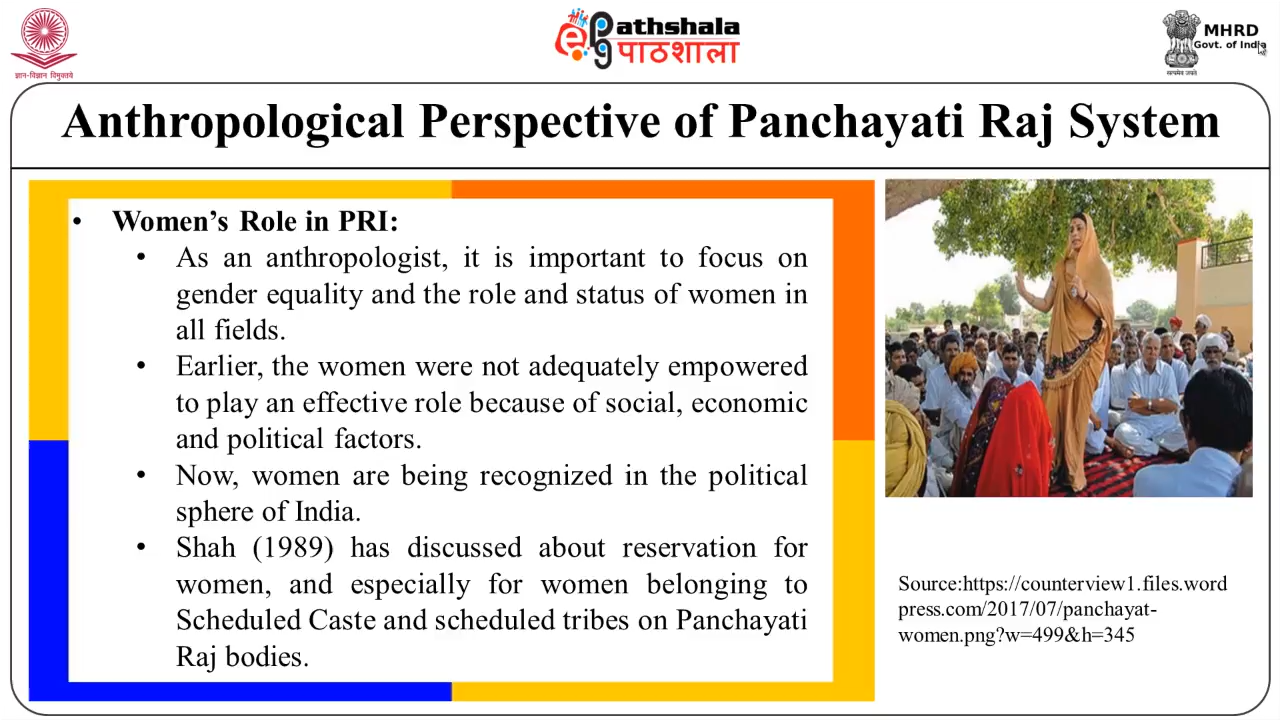 ज्ञान-विज्ञान विमुक्तये
ePathshala
पाठशाला
MHRD
Govt. of India
सत्यमेव जयते
Anthropological Perspective of Panchayati Raj System
• Women’s Role in PRI:
• As an anthropologist, it is important to focus on
gender equality and the role and status of women in
all fields.
• Earlier, the women were not adequately empowered
to play an effective role because of social, economic
and political factors.
• Now, women are being recognized in the political
sphere of India.
• Shah (1989) has discussed about reservation for
women, and especially for women belonging to
Scheduled Caste and scheduled tribes on Panchayati
Raj bodies.
Source:https://counterview1.files.word
press.com/2017/07/panchayat-
women.png?w=499&h=345